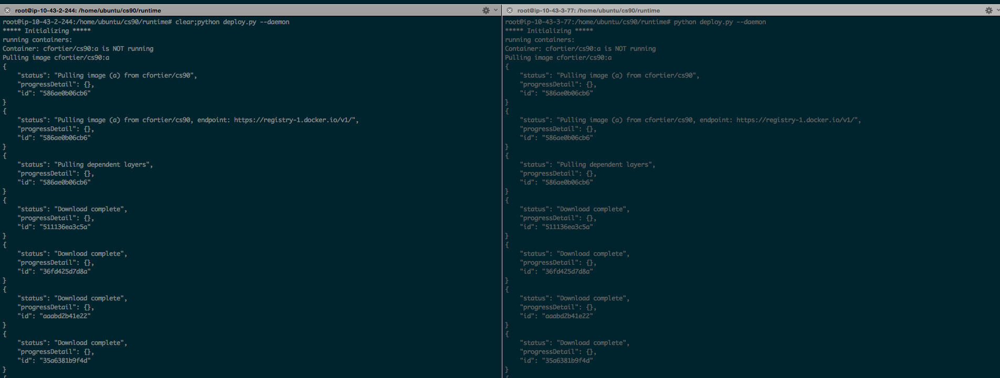 root@ip-10-43-2-244: /home/ubuntu/cs90/runtime
root@ip-10-43-2-244:/home/ubuntu/cs90/runtime# clear;python deploy.py --daemon
***** Initializing *****
running containers:
Container: cfortier/cs90:a is NOT running
Pulling image cfortier/cs90:a
{
    "status": "Pulling image (a) from cfortier/cs90",
    "progressDetail": {},
    "id": "586ae0b06cb6"
}
{
    "status": "Pulling image (a) from cfortier/cs90, endpoint: https://registry-1.docker.io/v1/",
    "progressDetail": {},
    "id": "586ae0b06cb6"
}
{
    "status": "Pulling dependent layers",
    "progressDetail": {},
    "id": "586ae0b06cb6"
}
{
    "status": "Download complete",
    "progressDetail": {},
    "id": "511136ea3c5a"
}
{
    "status": "Download complete",
    "progressDetail": {},
    "id": "36fd425d7d8a"
}
{
    "status": "Download complete",
    "progressDetail": {},
    "id": "aaabd2b41e22"
}
{
    "status": "Download complete",
    "progressDetail": {},
    "id": "35a6381b9f4d"
}
{
root@ip-10-43-3-77: /home/ubuntu/cs90/runtime
root@ip-10-43-3-77:/home/ubuntu/cs90/runtime# python deploy.py --daemon
***** Initializing *****
running containers:
Container: cfortier/cs90:a is NOT running
Pulling image cfortier/cs90:a
{
    "status": "Pulling image (a) from cfortier/cs90",
    "progressDetail": {},
    "id": "586ae0b06cb6"
}
{
    "status": "Pulling image (a) from cfortier/cs90, endpoint: https://registry-1.docker.io/v1/",
    "progressDetail": {},
    "id": "586ae0b06cb6"
}
{
    "status": "Pulling dependent layers",
    "progressDetail": {},
    "id": "586ae0b06cb6"
}
{
    "status": "Download complete",
    "progressDetail": {},
    "id": "511136ea3c5a"
}
{
    "status": "Download complete",
    "progressDetail": {},
    "id": "36fd425d7d8a"
}
{
    "status": "Download complete",
    "progressDetail": {},
    "id": "aaabd2b41e22"
}
{
    "status": "Download complete",
    "progressDetail": {},
    "id": "35a6381b9f4d"
}
{